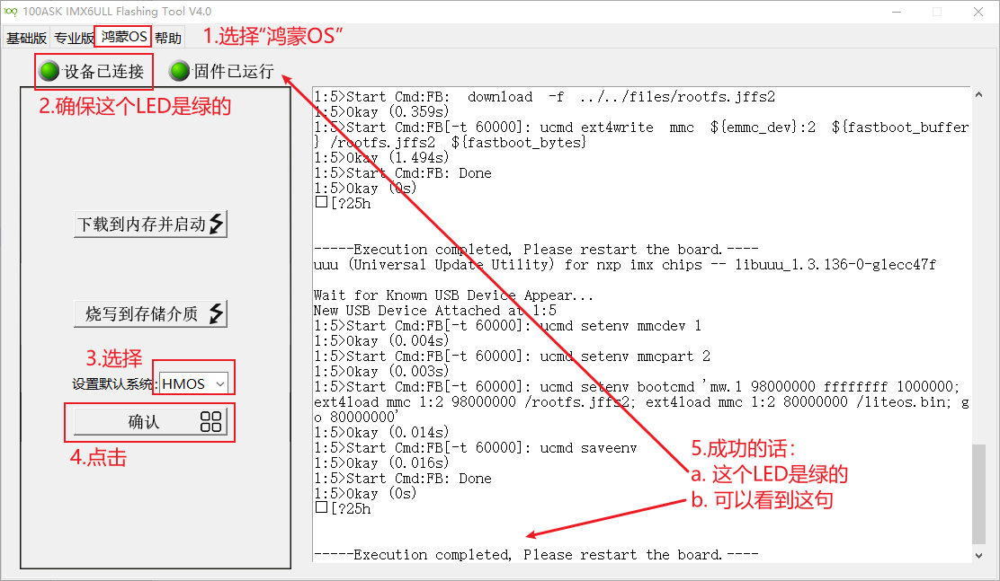 100ASK IMX6ULL Flashing Tool V4.0
基础版 专业版 鸿蒙OS 帮助
1.选择“鸿蒙OS”
设备已连接 固件已运行
2.确保这个LED是绿的
下载到内存并启动
烧写到存储介质
3.选择
设置默认系统: HMOS
确认
4.点击
1:5>Start Cmd:FB: download -f ../../files/rootfs.jffs2
1:5>Okay (0.359s)
1:5>Start Cmd:FB[-t 60000]: ucmd ext4write mmc ${emmc_dev}:2 ${fastboot_buffer
} /rootfs.jffs2 ${fastboot_bytes}
1:5>Okay (1.494s)
1:5>Start Cmd:FB: Done
1:5>Okay (0s)
□[?25h
-----Execution completed, Please restart the board.----
uuu (Universal Update Utility) for nxp imx chips -- libuuu_1.3.136-0-g1ecc47f
Wait for Known USB Device Appear...
New USB Device Attached at 1:5
1:5>Start Cmd:FB[-t 60000]: ucmd setenv mmcdev 1
1:5>Okay (0.004s)
1:5>Start Cmd:FB[-t 60000]: ucmd setenv mmcpart 2
1:5>Okay (0.003s)
1:5>Start Cmd:FB[-t 60000]: ucmd setenv bootcmd 'mw.l 98000000 ffffffff 1000000;
ext4load mmc 1:2 98000000 /rootfs.jffs2; ext4load mmc 1:2 80000000 /liteos.bin; g
o 80000000'
1:5>Okay (0.014s)
1:5>Start Cmd:FB[-t 60000]: ucmd saveenv
1:5>Okay (0.016s)
1:5>Start Cmd:FB: Done
1:5>Okay (0s)
□[?25h
-----Execution completed, Please restart the board.----
5.成功的话:
a. 这个LED是绿的
b. 可以看到这句